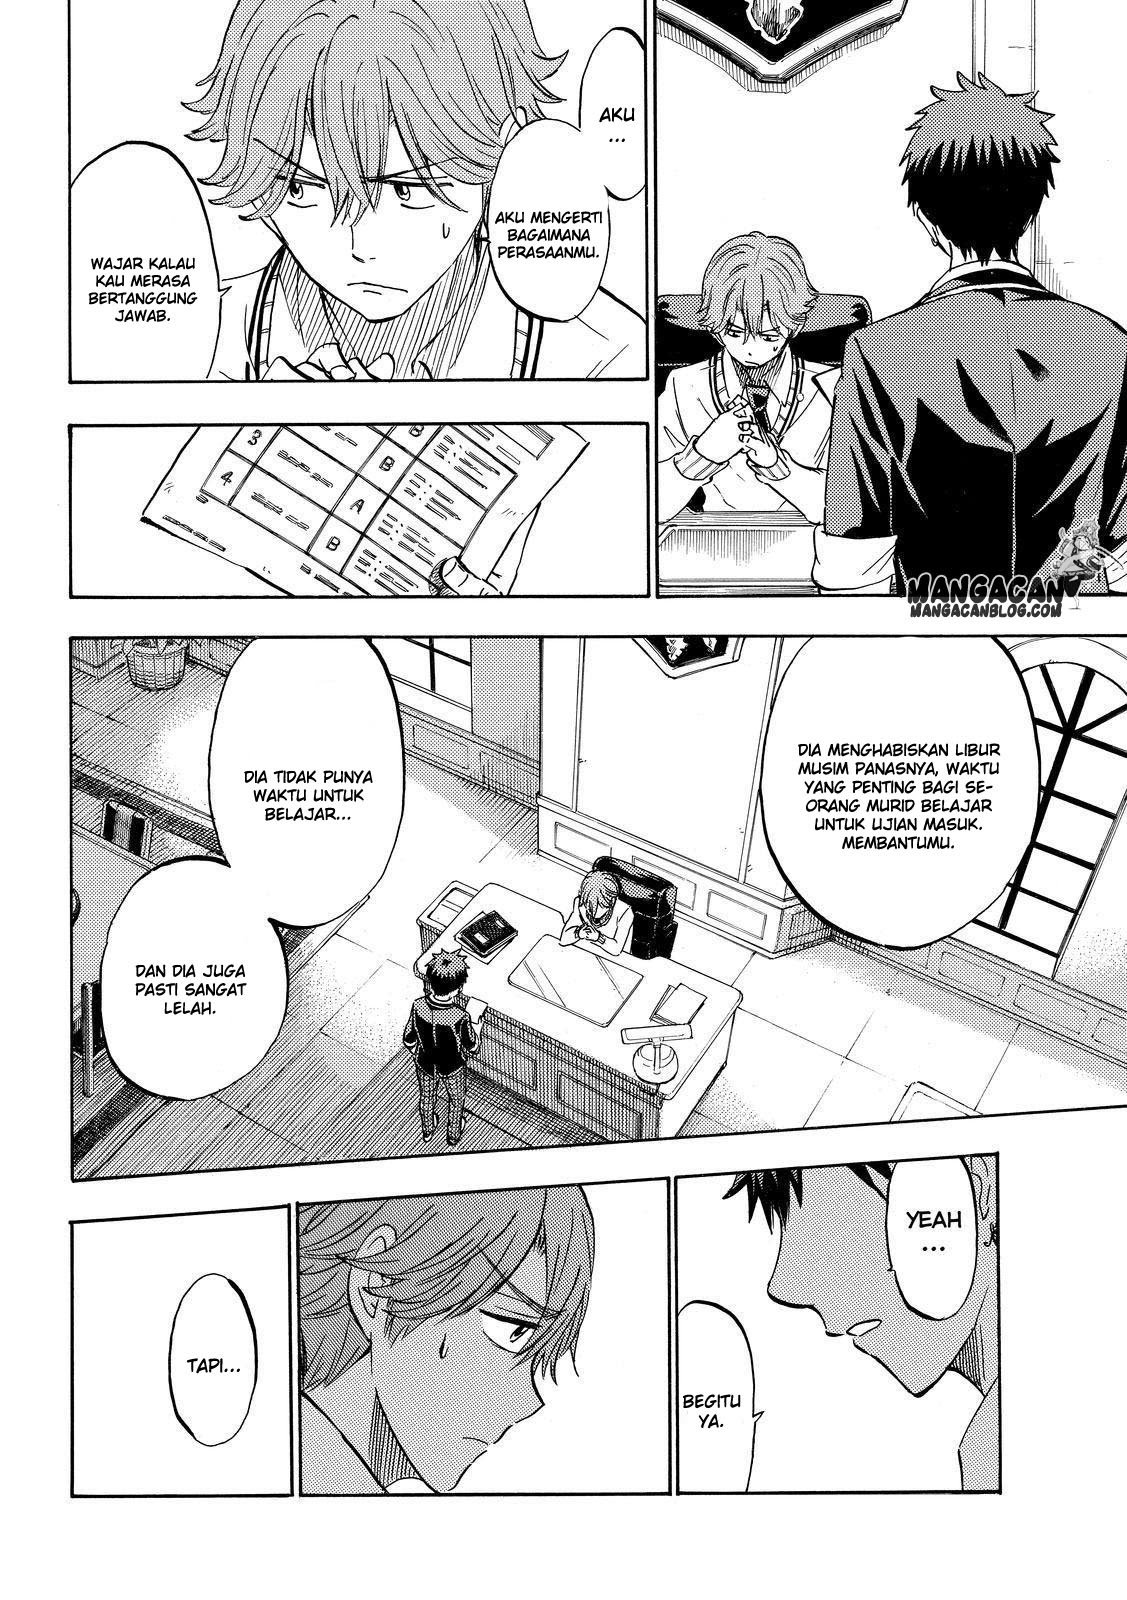 AKU
...
AKU MENGERTI
BAGAIMANA
PERASAANMU.
WAJAR KALAU
KAU MERASA
BERTANGGUNG
JAWAB.
3
B
4
A
B
MANGACAN
MANGACANBLOG.COM
DIA MENGHABISKAN LIBUR
MUSIM PANASNYA, WAKTU
YANG PENTING BAGI SE-
ORANG MURID BELAJAR
UNTUK UJIAN MASUK.
MEMBANTUMU.
DIA TIDAK PUNYA
WAKTU UNTUK
BELAJAR...
DAN DIA JUGA
PASTI SANGAT
LELAH.
YEAH
...
BEGITU
YA.
TAPI...